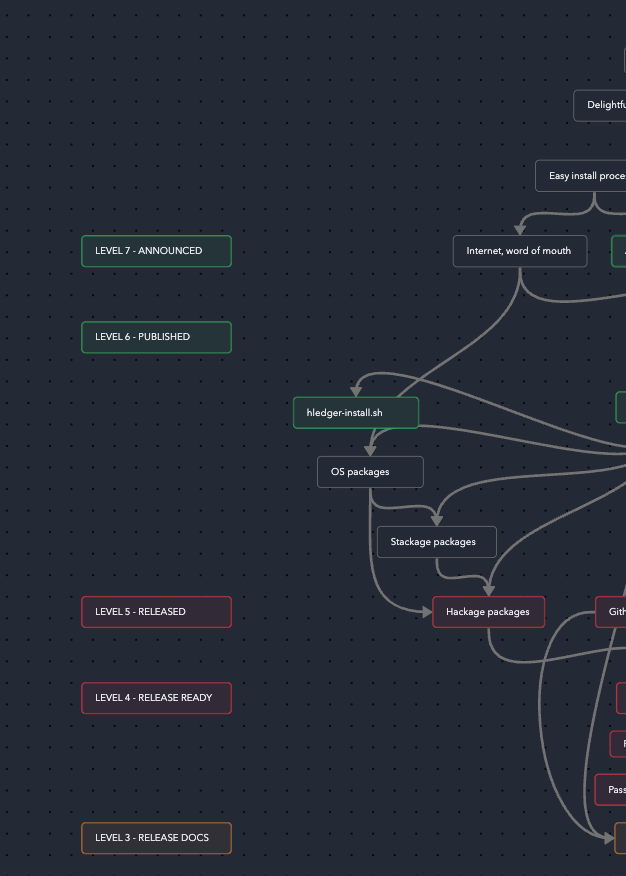 Delightfu
Easy install proce
LEVEL 7 - ANNOUNCED
Internet, word of mouth
LEVEL 6 - PUBLISHED
hledger-install.sh
OS packages
Stackage packages
LEVEL 5 - RELEASED
Hackage packages
Gith
LEVEL 4 - RELEASE READY
Pass
LEVEL 3 - RELEASE DOCS